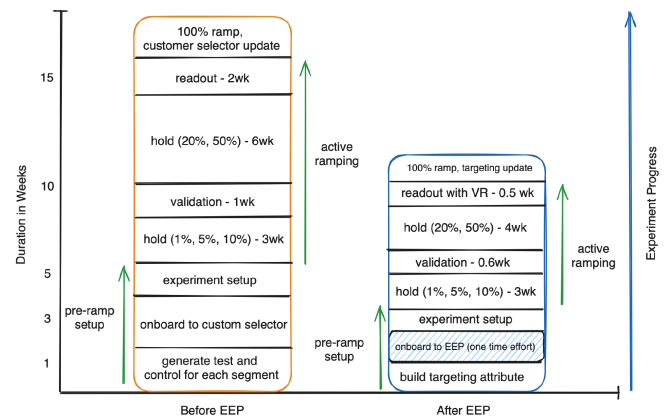 100% ramp,
customer selector update
readout - 2wk
hold (20%, 50%) - 6wk
validation - 1wk
hold (1%, 5%, 10%) - 3wk
experiment setup
onboard to custom selector
generate test and
control for each segment
active
ramping
pre-ramp
setup
Duration in Weeks
15
10
5
3
1
Before EEP
100% ramp, targeting update
readout with VR - 0.5 wk
hold (20%, 50%) - 4wk
validation - 0.6wk
hold (1%, 5%, 10%) - 3wk
experiment setup
onboard to EEP (one time effort)
build targeting attribute
active
ramping
pre-ramp
setup
After EEP
Experiment Progress